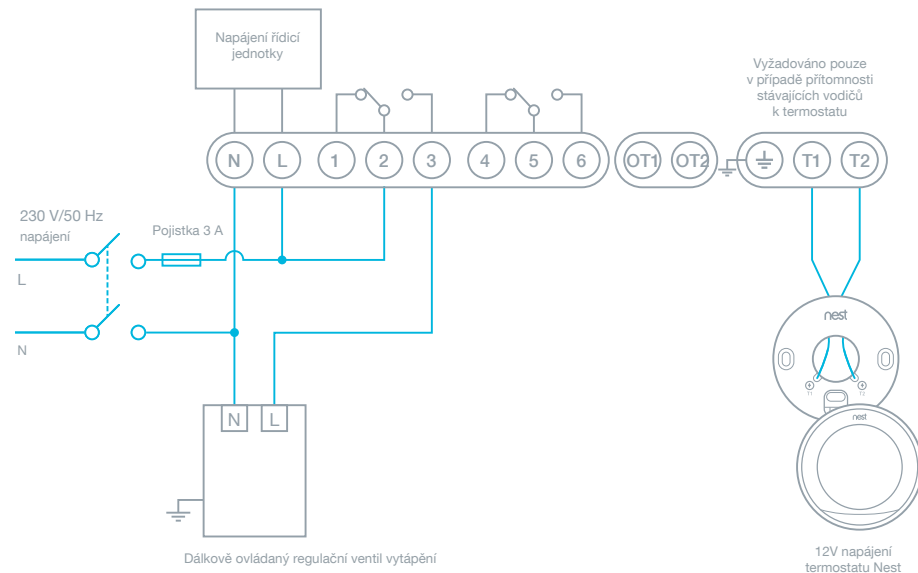 Napájení řídicí
jednotky
Vyžadováno pouze
v případě přítomnosti
stávajících vodičů
k termostatu
N L 1 2 3 4 5 6 OT1 OT2 T1 T2
230 V/50 Hz
napájení
Pojistka 3 A
L
N
nest
T1 T2
nest
N L
Dálkově ovládaný regulační ventil vytápění
12V napájení
termostatu Nest